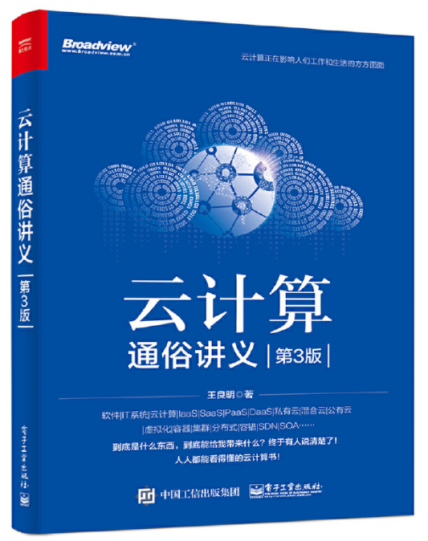 Broadview®
www.broadview.com.cn
云计算正在影响人们工作和生活的方方面面
云计算通俗讲义
第3版
云计算
通俗讲义
第3版
王良明 著
软件|IT系统|云计算|IaaS|SaaS|PaaS|DaaS|私有云|混合云|公有云
|虚拟化|容器|集群|分布式|容错|SDN|SOA……
到底是什么东西，到底能给我带来什么？终于有人说清楚了！
人人都能看得懂的云计算书！
中国工信出版集团
电子工业出版社
电子工业出版社